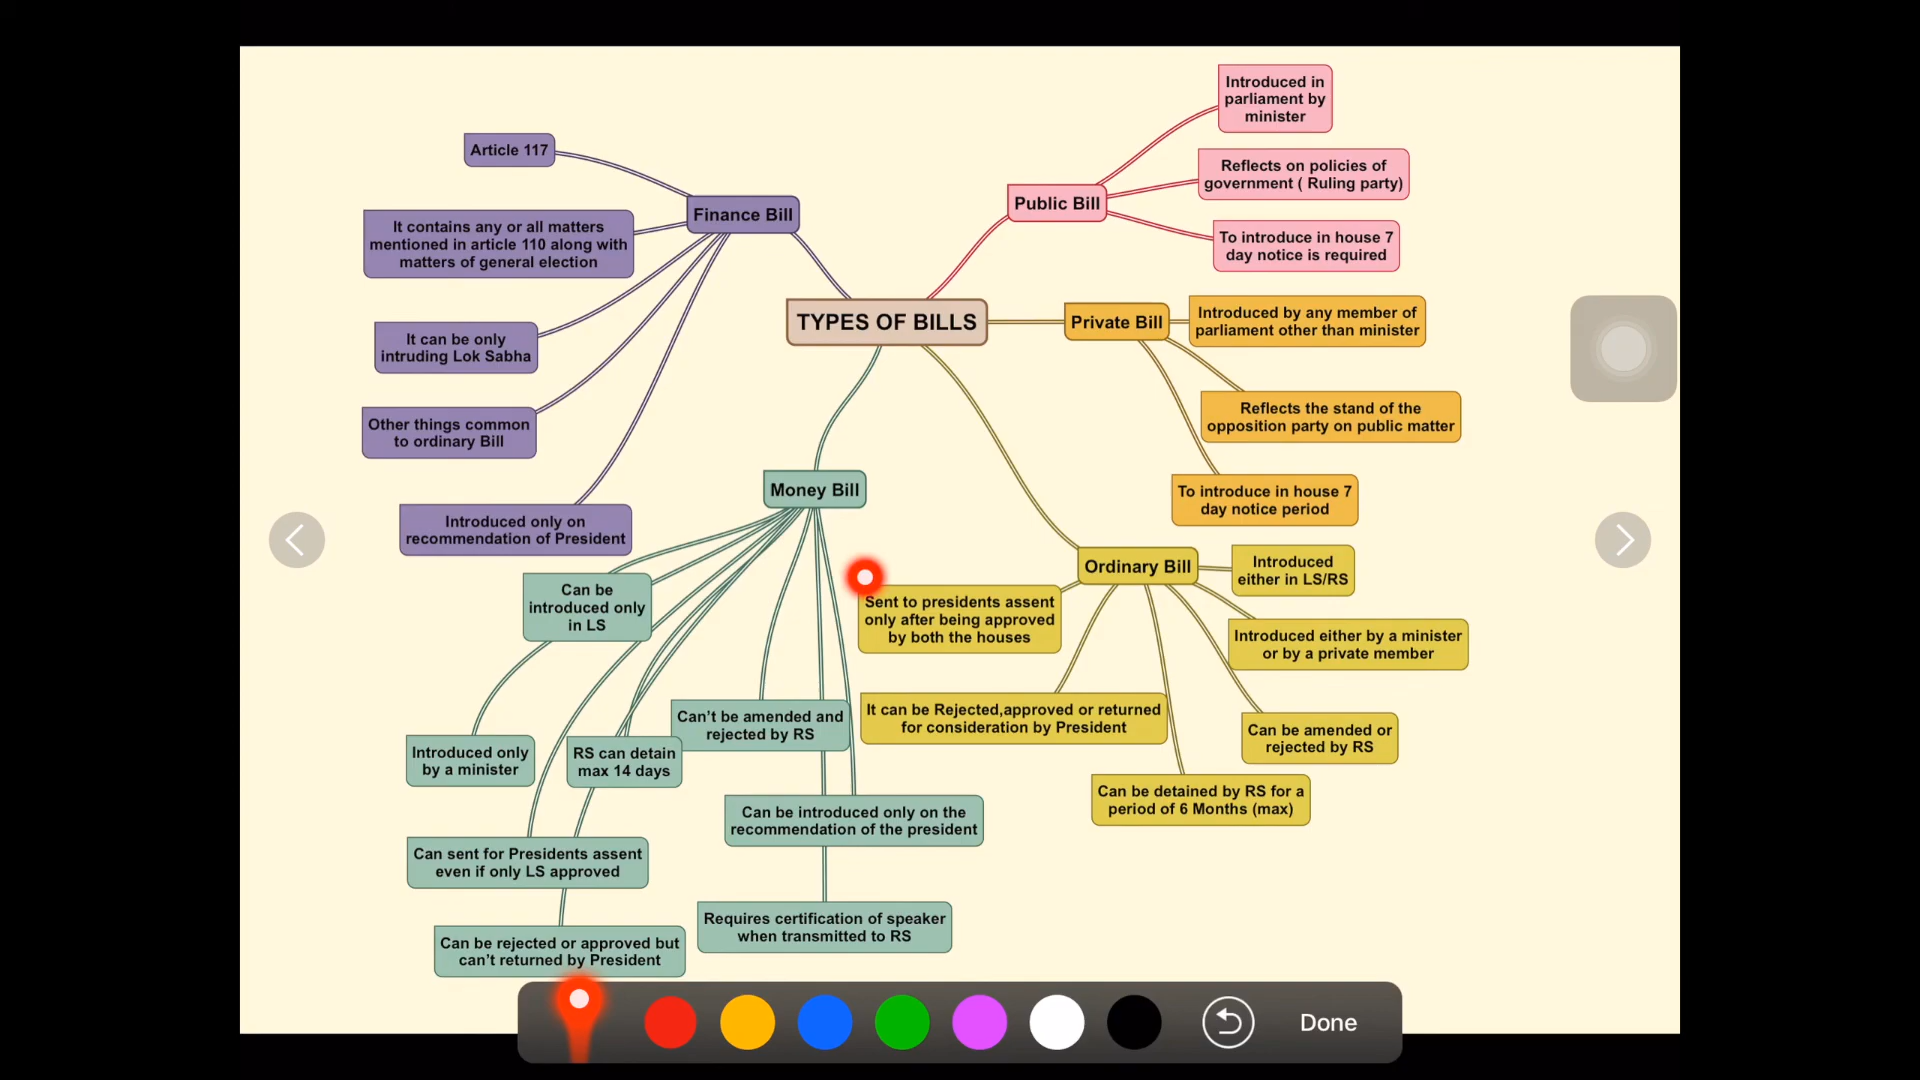 Introduced in
parliament by
minister
Article 117
Reflects on policies of
government ( Ruling party)
Public Bill
Finance Bill
It contains any or all matters
mentioned in article 110 along with
matters of general election
To introduce in house 7
day notice is required
TYPES OF BILLS
Private Bill
Introduced by any member of
parliament other than minister
It can be only
intruding Lok Sabha
Reflects the stand of the
opposition party on public matter
Other things common
to ordinary Bill
Money Bill
To introduce in house 7
day notice period
Introduced only on
recommendation of President
Ordinary Bill
Introduced
either in LS/RS
Can be
introduced only
in LS
Sent to presidents assent
only after being approved
by both the houses
Introduced either by a minister
or by a private member
Can't be amended and
rejected by RS
It can be Rejected,approved or returned
for consideration by President
Can be amended or
rejected by RS
Introduced only
by a minister
RS can detain
max 14 days
Can be detained by RS for a
period of 6 Months (max)
Can be introduced only on the
recommendation of the president
Can sent for Presidents assent
even if only LS approved
Requires certification of speaker
when transmitted to RS
Can be rejected or approved but
can't returned by President
Done